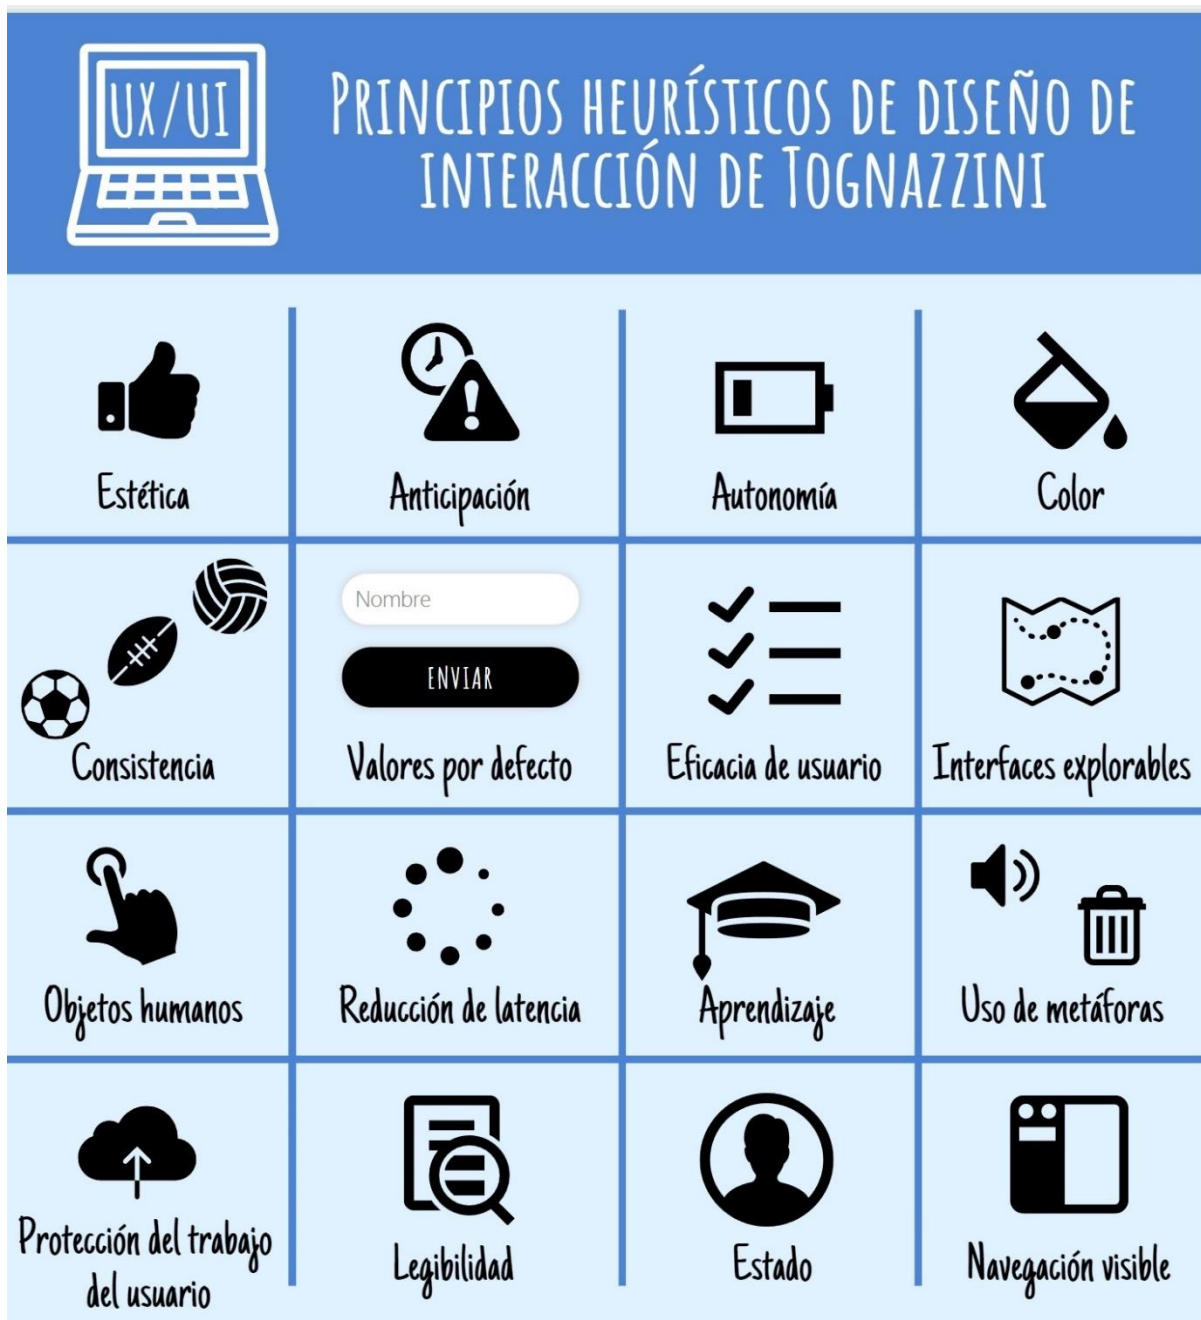 UX/UI
PRINCIPIOS HEURÍSTICOS DE DISEÑO DE
INTERACCIÓN DE TOGNAZZINI
Estética
Anticipación
Autonomía
Color
Consistencia
Nombre
ENVIAR
Valores por defecto
Eficacia de usuario
Interfaces explorables
Objetos humanos
Reducción de latencia
Aprendizaje
Uso de metáforas
Protección del trabajo
del usuario
Legibilidad
Estado
Navegación visible